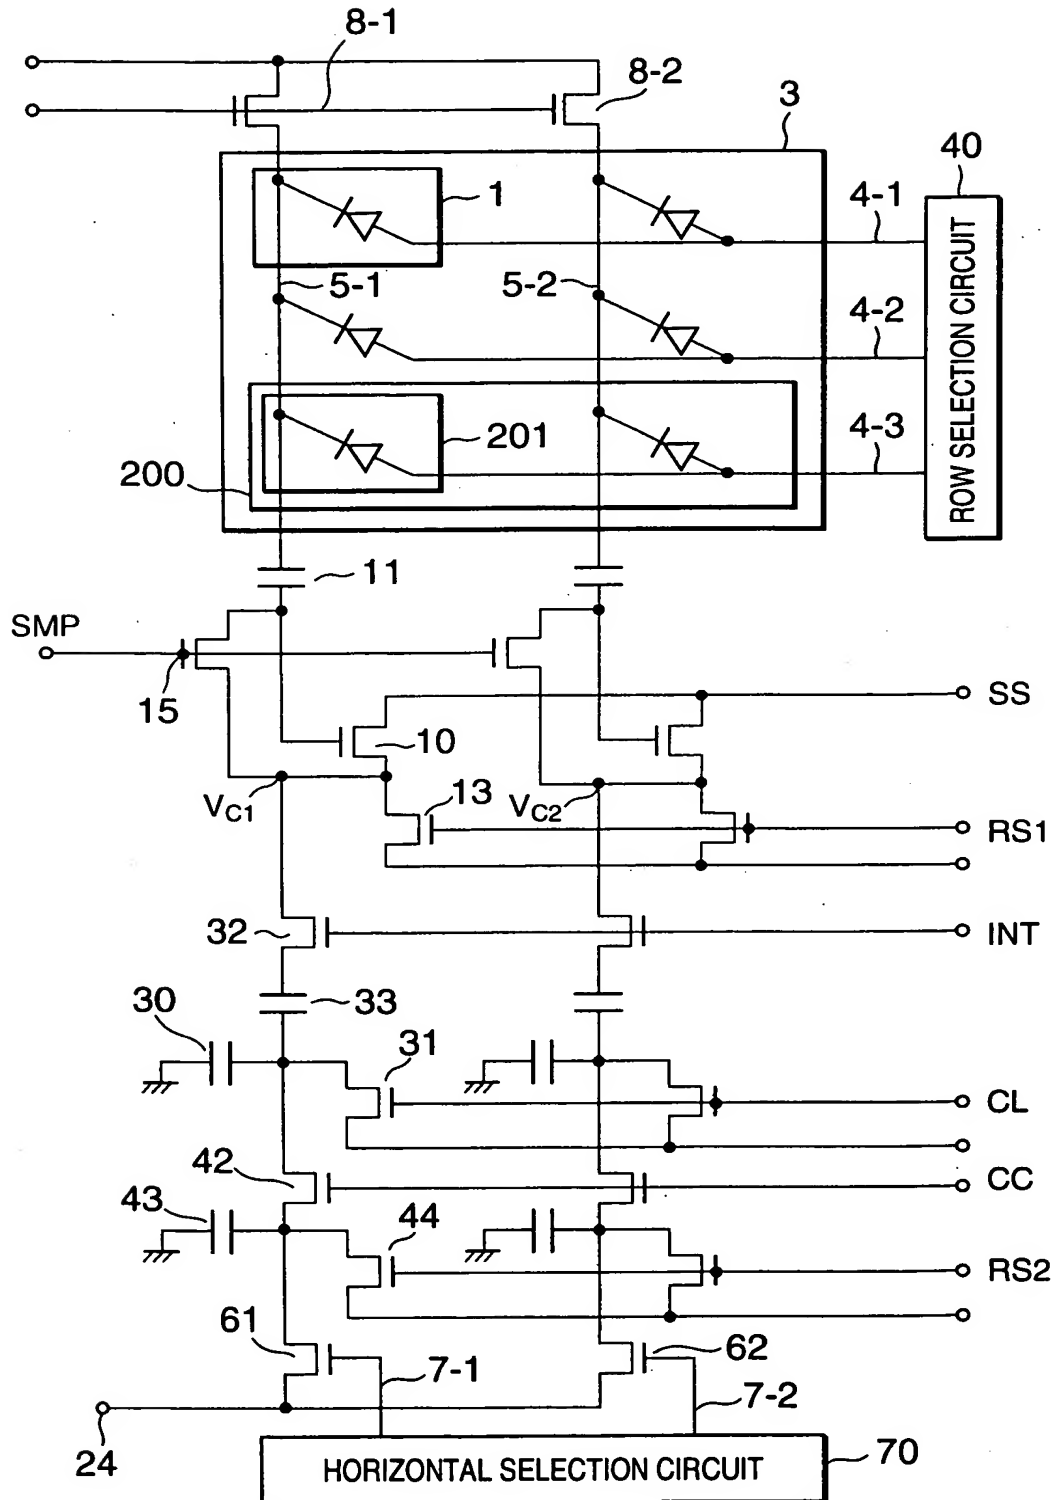 8-1
8-2
3
40
1
4-1
5-1
5-2
4-2
201
4-3
200
ROW SELECTION CIRCUIT
11
SMP
15
SS
10
VC1
13
VC2
RS1
32
INT
30
33
31
CL
42
CC
43
44
RS2
61
62
7-1
7-2
24
70
HORIZONTAL SELECTION CIRCUIT